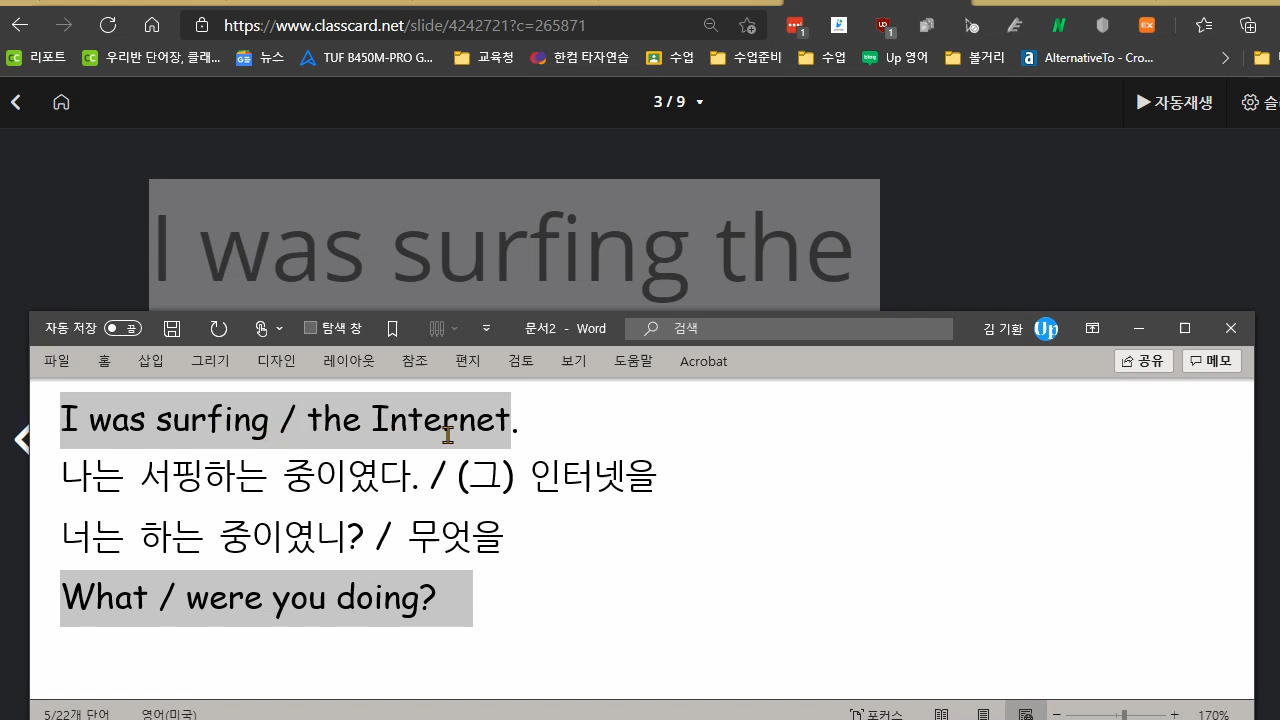 https://www.classcard.net/slide/4242721?c=265871
리포트 우리반 단어장, 클래... 뉴스 TUF B450M-PRO G... 교육청 한컴 타자연습 수업 수업준비 수업 Up 영어 볼거리 AlternativeTo - Cro...
3 / 9 자동재생 슬
I was surfing the
자동 저장 끔 탐색 창 문서2 - Word 검색 김 기환 Up
파일 홈 삽입 그리기 디자인 레이아웃 참조 편지 검토 보기 도움말 Acrobat 공유 메모
I was surfing / the Internet.
나는 서핑하는 중이였다. / (그) 인터넷을
너는 하는 중이였니? / 무엇을
What / were you doing?
5/22개 단어 영어(미국) 포커스 170%